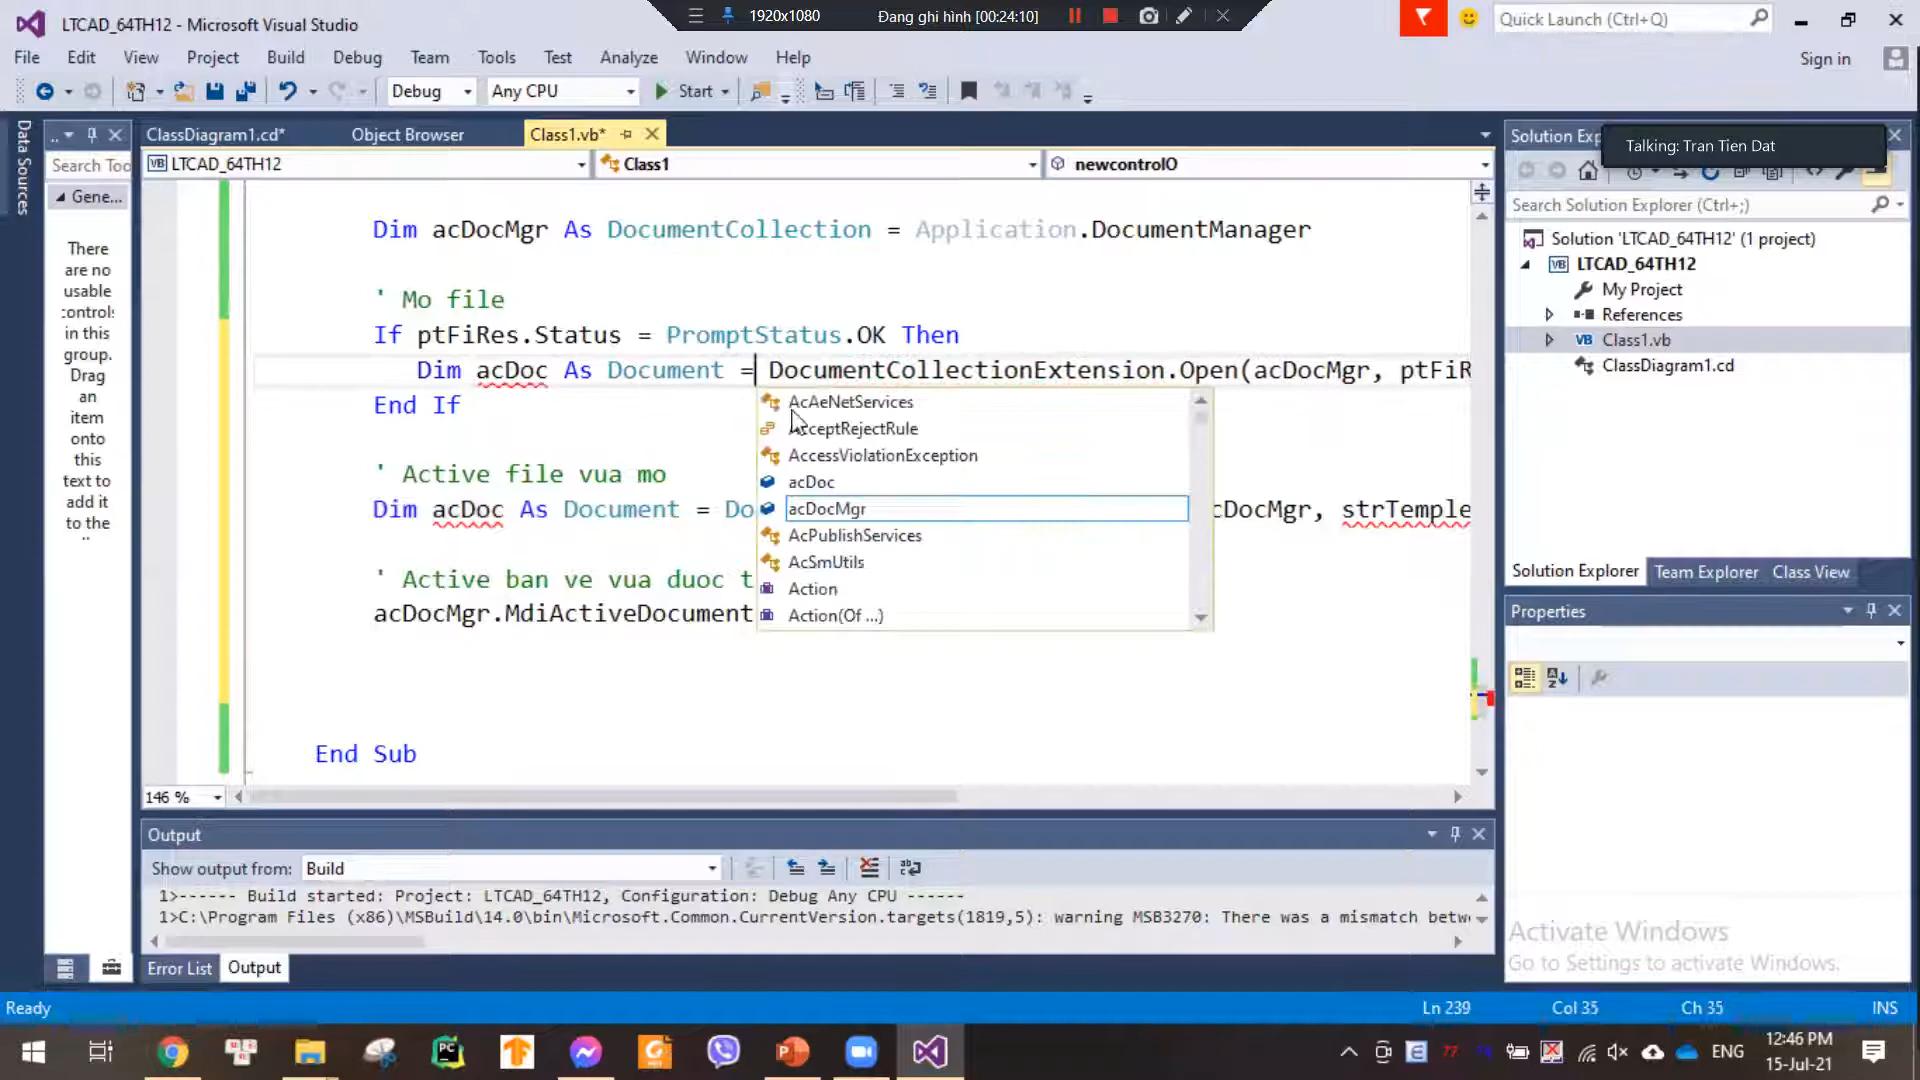 LTCAD_64TH12 - Microsoft Visual Studio
1920x1080
Đang ghi hình [00:24:10]
Quick Launch (Ctrl+Q)
File Edit View Project Build Debug Team Tools Test Analyze Window Help
Sign in
Debug Any CPU Start
Data Sources
ClassDiagram1.cd* Object Browser Class1.vb*
Search Too
LTCAD_64TH12 Class1 newcontrolO
Gene...
There
are no
usable
controls
in this
group.
Drag
an
item
onto
this
text to
add it
to the
Dim acDocMgr As DocumentCollection = Application.DocumentManager
' Mo file
If ptFiRes.Status = PromptStatus.OK Then
Dim acDoc As Document = DocumentCollectionExtension.Open(acDocMgr, ptFiR
End If
' Active file vua mo
Dim acDoc As Document = Do cDocMgr, strTemple
' Active ban ve vua duoc t
acDocMgr.MdiActiveDocument
End Sub
AcAeNetServices
AcceptRejectRule
AccessViolationException
acDoc
acDocMgr
AcPublishServices
AcSmUtils
Action
Action(Of ...)
146 %
Output
Show output from: Build
1>------ Build started: Project: LTCAD_64TH12, Configuration: Debug Any CPU ------
1>C:\Program Files (x86)\MSBuild\14.0\bin\Microsoft.Common.CurrentVersion.targets(1819,5): warning MSB3270: There was a mismatch betw
Error List Output
Solution Exp
Talking: Tran Tien Dat
Search Solution Explorer (Ctrl+;)
Solution 'LTCAD_64TH12' (1 project)
LTCAD_64TH12
My Project
References
Class1.vb
ClassDiagram1.cd
Solution Explorer Team Explorer Class View
Properties
Activate Windows
Go to Settings to activate Windows.
Ready
Ln 239 Col 35 Ch 35 INS
ENG
12:46 PM
15-Jul-21